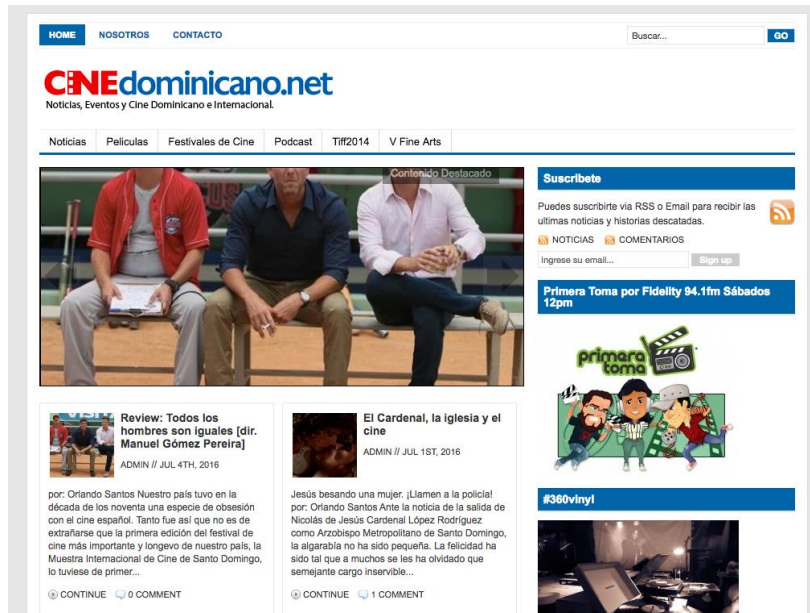 HOME NOSOTROS CONTACTO
Buscar... GO
CINEdominicano.net
Noticias, Eventos y Cine Dominicano e Internacional.
Noticias Peliculas Festivales de Cine Podcast Tiff2014 V Fine Arts
Contenido Destacado
Review: Todos los
hombres son iguales [dir.
Manuel Gómez Pereira]
ADMIN // JUL 4TH, 2016
por: Orlando Santos Nuestro país tuvo en la
década de los noventa una especie de obsesión
con el cine español. Tanto fue así que no es de
extrañarse que la primera edición del festival de
cine más importante y longevo de nuestro país, la
Muestra Internacional de Cine de Santo Domingo,
lo tuviese de primer...
CONTINUE 0 COMMENT
El Cardenal, la iglesia y el
cine
ADMIN // JUL 1ST, 2016
Jesús besando una mujer. ¡Llamen a la policía!
por: Orlando Santos Ante la noticia de la salida de
Nicolás de Jesús Cardenal López Rodríguez
como Arzobispo Metropolitano de Santo Domingo,
la algarabía no ha sido pequeña. La felicidad ha
sido tal que a muchos se les ha olvidado que
semejante cargo inservible...
CONTINUE 1 COMMENT
Suscribete
Puedes suscribirte via RSS o Email para recibir las
ultimas noticias y historias descatadas.
NOTICIAS COMENTARIOS
Ingrese su email... Sign up
Primera Toma por Fidelity 94.1fm Sábados
12pm
primera
toma
#360vinyl